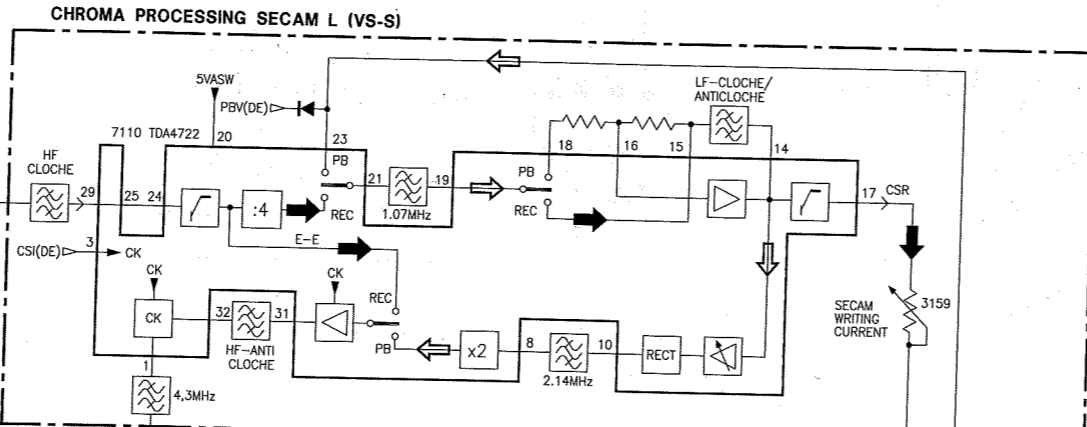 CHROMA PROCESSING SECAM L (VS-S)
5VASW
PBV(DE)
LF-CLOCHE/
ANTICLOCHE
7110 TDA4722
20
23
18
16
15
14
HF
CLOCHE
29
25
24
:4
PB
REC
21
1.07MHz
19
PB
REC
17
CSR
E-E
CSI(DE)
3
CK
CK
CK
REC
PB
CK
32
31
HF-ANTI
CLOCHE
x2
8
10
2.14MHz
RECT
SECAM
WRITING
CURRENT
3159
1
4,3MHz